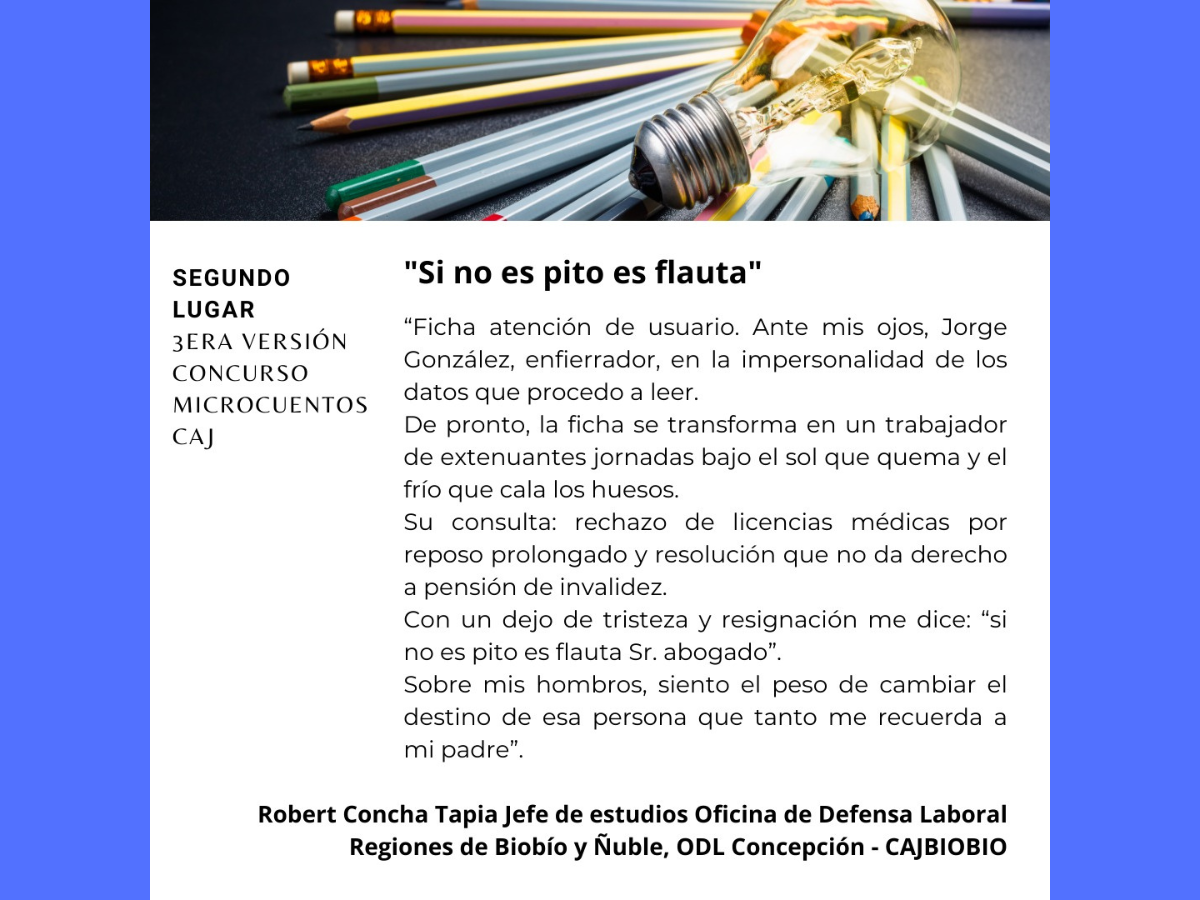 SEGUNDO
LUGAR
3ERA VERSIÓN
CONCURSO
MICROCUENTOS
CAJ
"Si no es pito es flauta"
“Ficha atención de usuario. Ante mis ojos, Jorge
González, enfierrador, en la impersonalidad de los
datos que procedo a leer.
De pronto, la ficha se transforma en un trabajador
de extenuantes jornadas bajo el sol que quema y el
frío que cala los huesos.
Su consulta: rechazo de licencias médicas por
reposo prolongado y resolución que no da derecho
a pensión de invalidez.
Con un dejo de tristeza y resignación me dice: “si
no es pito es flauta Sr. abogado”.
Sobre mis hombros, siento el peso de cambiar el
destino de esa persona que tanto me recuerda a
mi padre”.
Robert Concha Tapia Jefe de estudios Oficina de Defensa Laboral
Regiones de Biobío y Ñuble, ODL Concepción - CAJBIOBIO